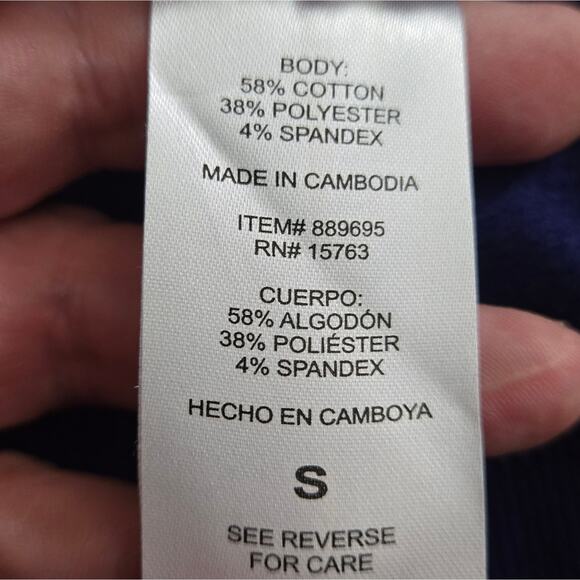 BODY:
58% COTTON
38% POLYESTER
4% SPANDEX
MADE IN CAMBODIA
ITEM# 889695
RN# 15763
CUERPO:
58% ALGODÓN
38% POLIÉSTER
4% SPANDEX
HECHO EN CAMBOYA
S
SEE REVERSE
FOR CARE